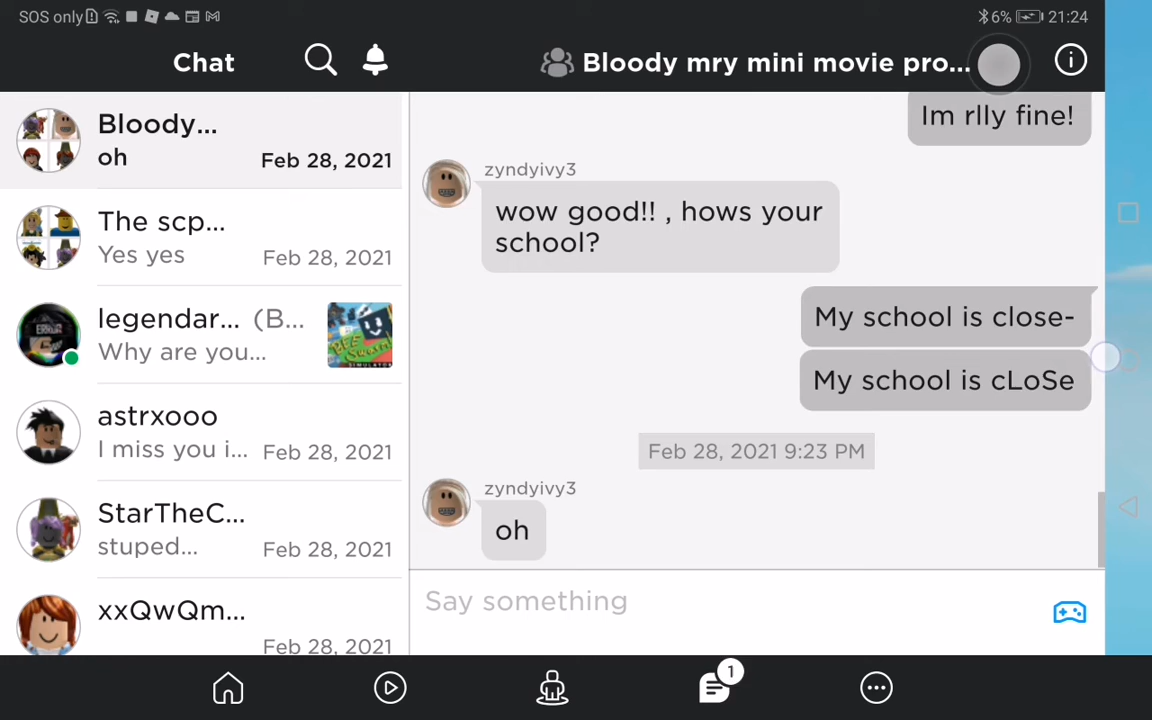 SOS only
6% 21:24
Chat
Bloody mry mini movie pro...
Bloody...
oh
Feb 28, 2021
The scp...
Yes yes
Feb 28, 2021
legendar... (B...
Why are you...
BEE Swarm
SIMULATOR
astrxooo
I miss you i...
Feb 28, 2021
StarTheC...
stuped...
Feb 28, 2021
xxQwQm...
Feb 28, 2021
Im rlly fine!
zyndyivy3
wow good!! , hows your
school?
My school is close-
My school is cLoSe
Feb 28, 2021 9:23 PM
zyndyivy3
oh
Say something
1